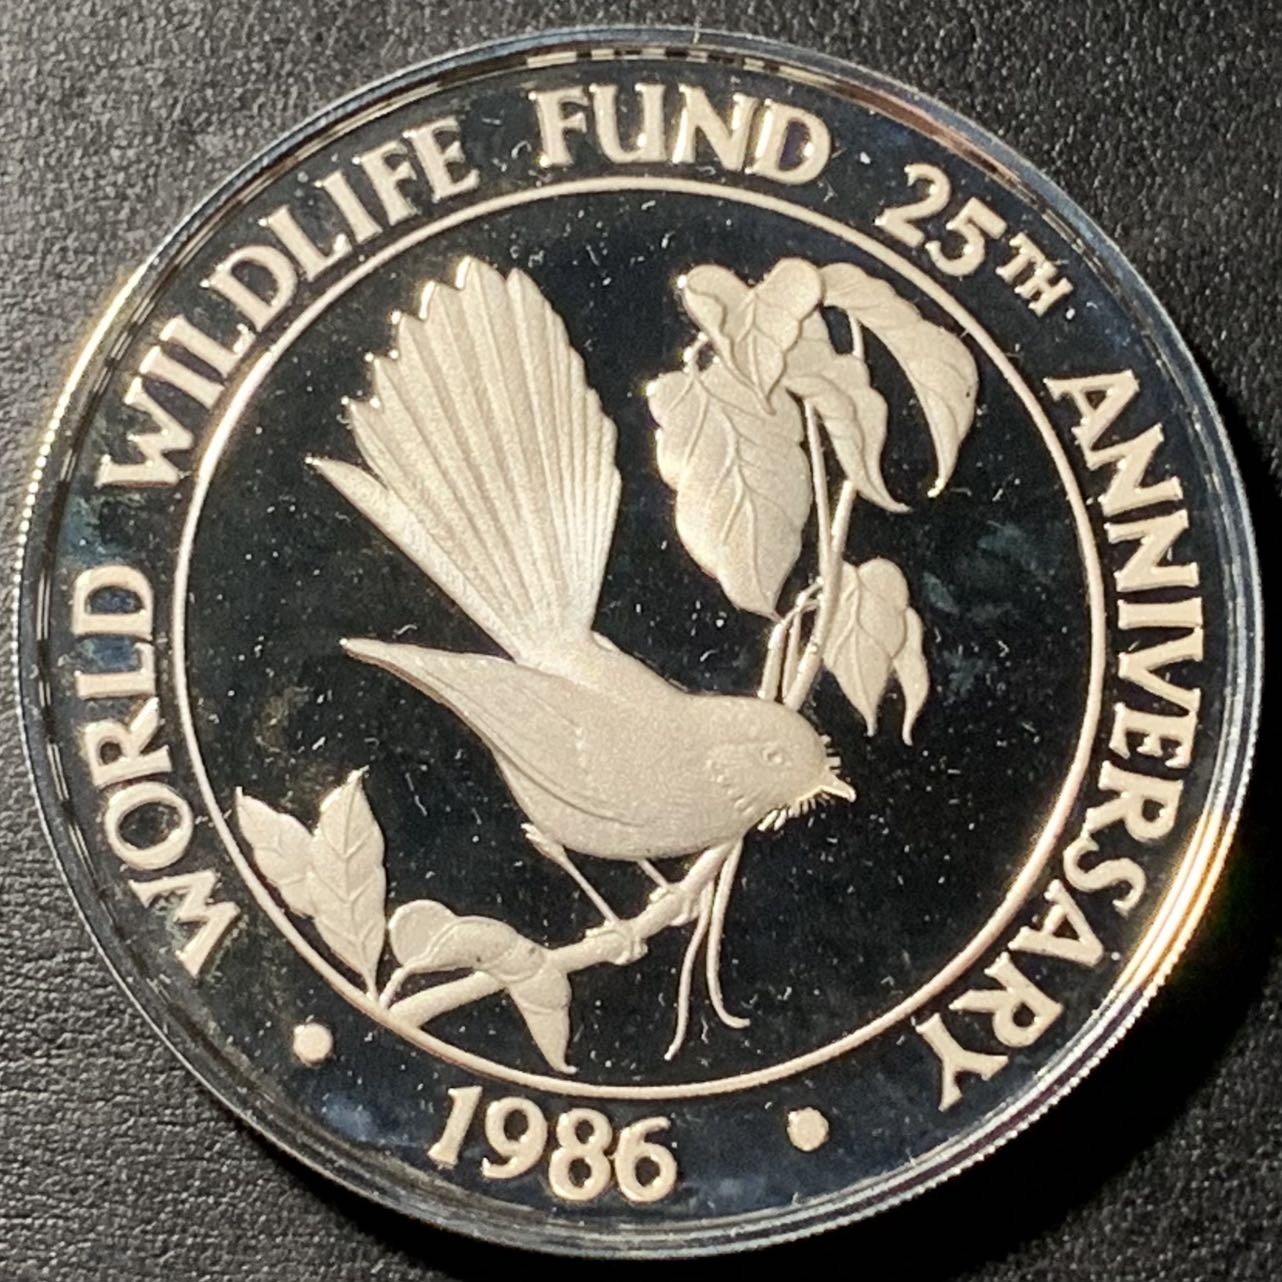 WORLD WILDLIFE FUND 25TH ANNIVERSARY
1986